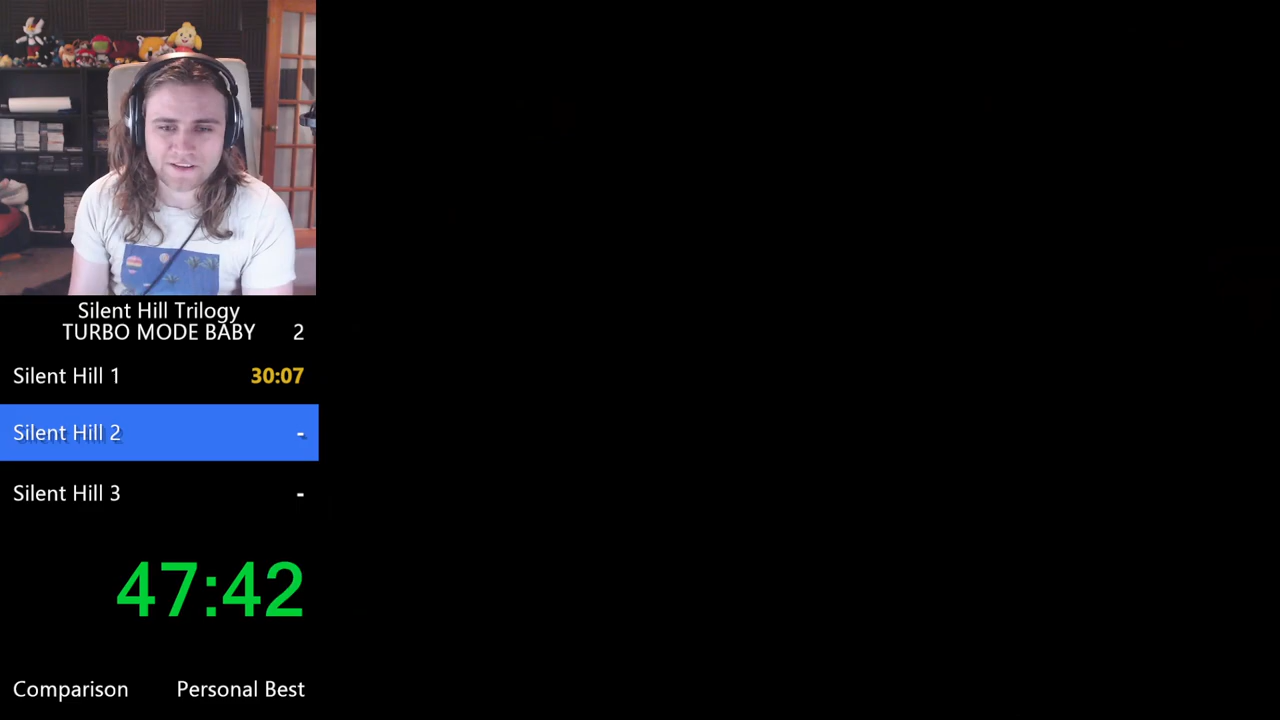 Silent Hill Trilogy
TURBO MODE BABY 2
Silent Hill 1 30:07
Silent Hill 2 -
Silent Hill 3 -
47:42
Comparison Personal Best